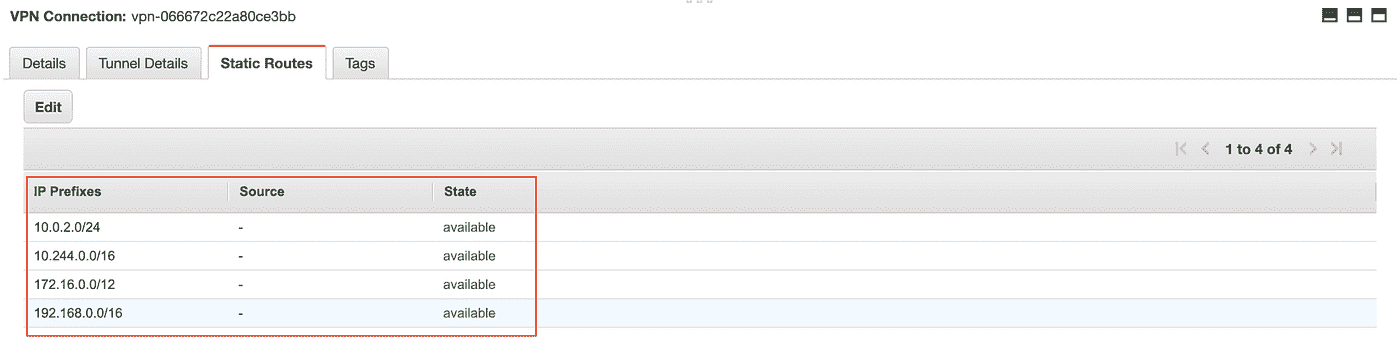 VPN Connection: vpn-066672c22a80ce3bb
Details Tunnel Details Static Routes Tags
Edit
1 to 4 of 4
IP Prefixes Source State
10.0.2.0/24 - available
10.244.0.0/16 - available
172.16.0.0/12 - available
192.168.0.0/16 - available